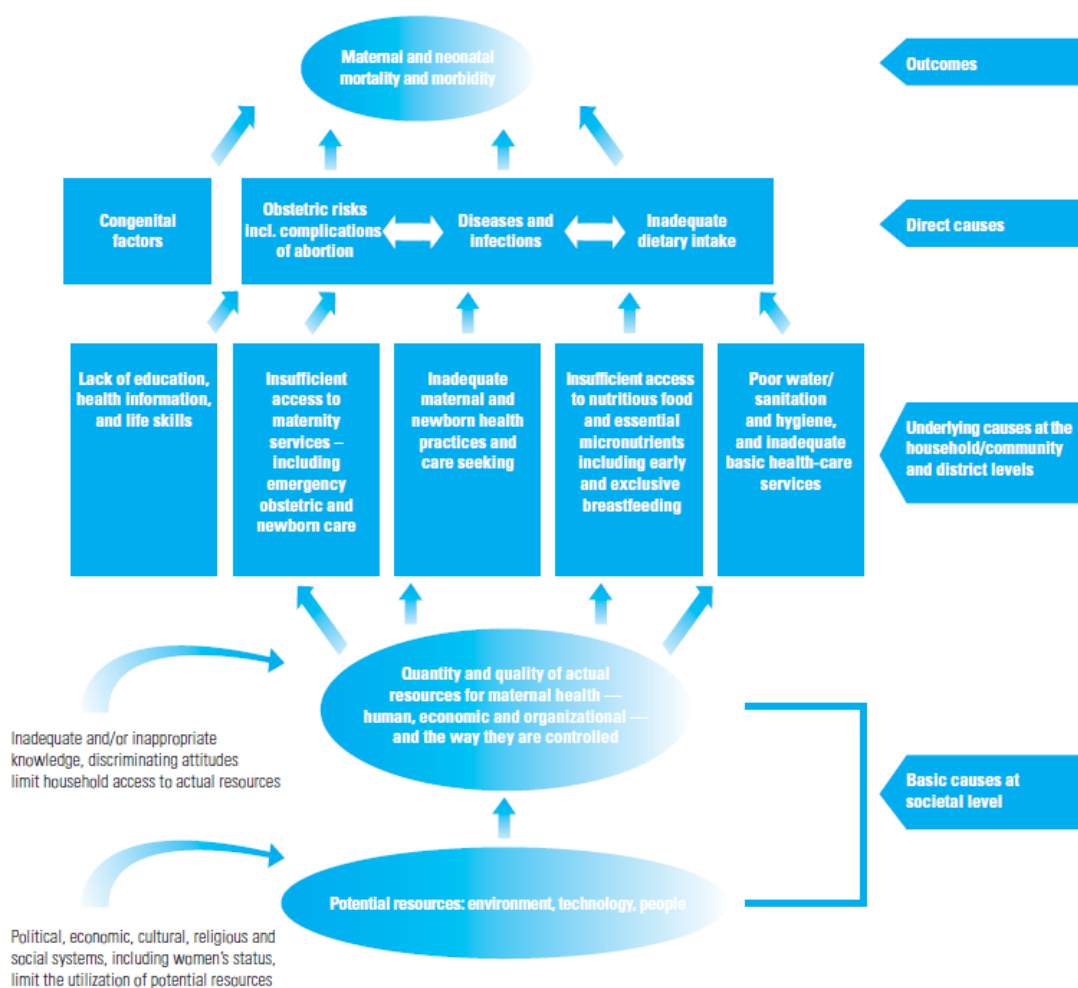 Maternal and neonatal
mortality and morbidity
Outcomes
Congenital
factors
Obstetric risks
incl. complications
of abortion
Diseases and
infections
Inadequate
dietary intake
Direct causes
Lack of education,
health information,
and life skills
Insufficient
access to
maternity
services –
including
emergency
obstetric and
newborn care
Inadequate
maternal and
newborn health
practices and
care seeking
Insufficient access
to nutritious food
and essential
micronutrients
including early
and exclusive
breastfeeding
Poor water/
sanitation
and hygiene,
and inadequate
basic health-care
services
Underlying causes at the
household/community
and district levels
Quantity and quality of actual
resources for maternal health —
human, economic and organizational —
and the way they are controlled
Inadequate and/or inappropriate
knowledge, discriminating attitudes
limit household access to actual resources
Basic causes at
societal level
Potential resources: environment, technology, people
Political, economic, cultural, religious and
social systems, including women's status,
limit the utilization of potential resources